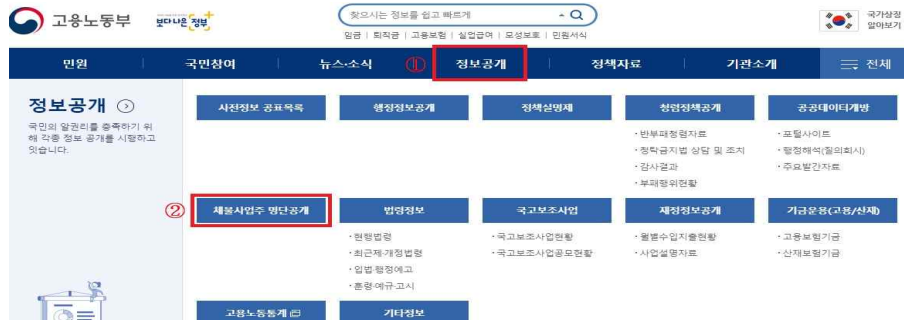 고용노동부 보다나은 정부
찾으시는 정보를 쉽고 빠르게
임금 | 퇴직금 | 고용보험 | 실업급여 | 모성보호 | 민원서식
국가상징
알아보기
민원 국민참여 뉴스·소식 ① 정보공개 정책자료 기관소개 전체
정보공개
국민의 알권리를 충족하기 위
해 각종 정보 공개를 시행하고
있습니다.
사전정보 공표목록 행정정보공개 정책실명제 청렴정책공개 공공데이터개방
·반부패청렴자료
·청탁금지법 상담 및 조치
·감사결과
·부패행위현황
·포털사이트
·행정해석(질의회시)
·주요발간자료
② 체불사업주 명단공개 법령정보 국고보조사업 재정정보공개 기금운용(고용/산재)
·현행법령
·최근제·개정법령
·입법·행정예고
·훈령·예규·고시
·국고보조사업현황
·국고보조사업공모현황
·월별수입지출현황
·사업설명자료
·고용보험기금
·산재보험기금
고용노동통계 기타정보